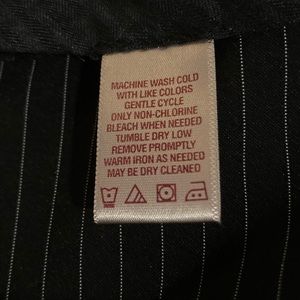 MACHINE WASH COLD
WITH LIKE COLORS
GENTLE CYCLE
ONLY NON-CHLORINE
BLEACH WHEN NEEDED
TUMBLE DRY LOW
REMOVE PROMPTLY
WARM IRON AS NEEDED
MAY BE DRY CLEANED